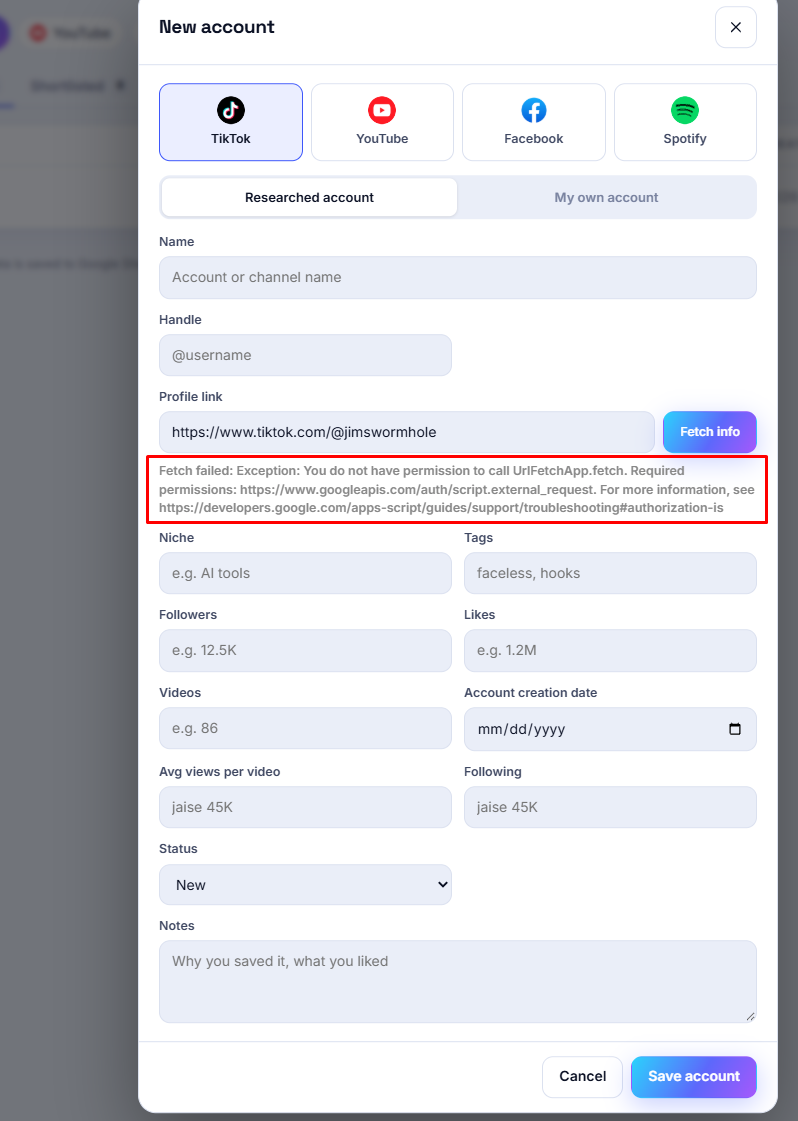 YouTube
Shortlisted
New account
TikTok
YouTube
Facebook
Spotify
Researched account
My own account
Name
Account or channel name
Handle
@username
Profile link
https://www.tiktok.com/@jimswormhole
Fetch info
Fetch failed: Exception: You do not have permission to call UrlFetchApp.fetch. Required
permissions: https://www.googleapis.com/auth/script.external_request. For more information, see
https://developers.google.com/apps-script/guides/support/troubleshooting#authorization-is
Niche
Tags
e.g. AI tools
faceless, hooks
Followers
Likes
e.g. 12.5K
e.g. 1.2M
Videos
Account creation date
e.g. 86
mm/dd/yyyy
Avg views per video
Following
jaise 45K
jaise 45K
Status
New
Notes
Why you saved it, what you liked
Cancel
Save account